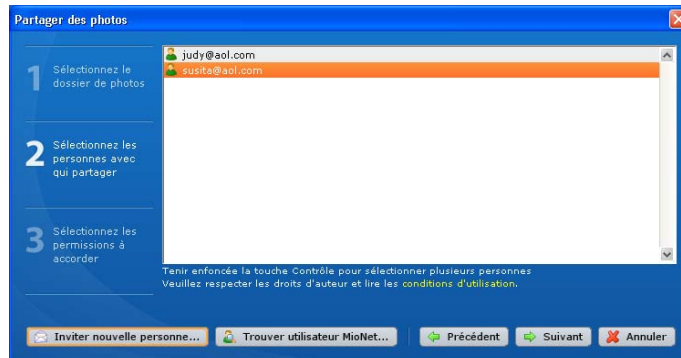 Partager des photos
judy@aol.com
susita@aol.com
1 Sélectionnez le
dossier de photos
2 Sélectionnez les
personnes avec
qui partager
3 Sélectionnez les
permissions à
accorder
Tenir enfoncée la touche Contrôle pour sélectionner plusieurs personnes
Veuillez respecter les droits d'auteur et lire les conditions d'utilisation.
Inviter nouvelle personne... Trouver utilisateur MioNet... Précédent Suivant Annuler